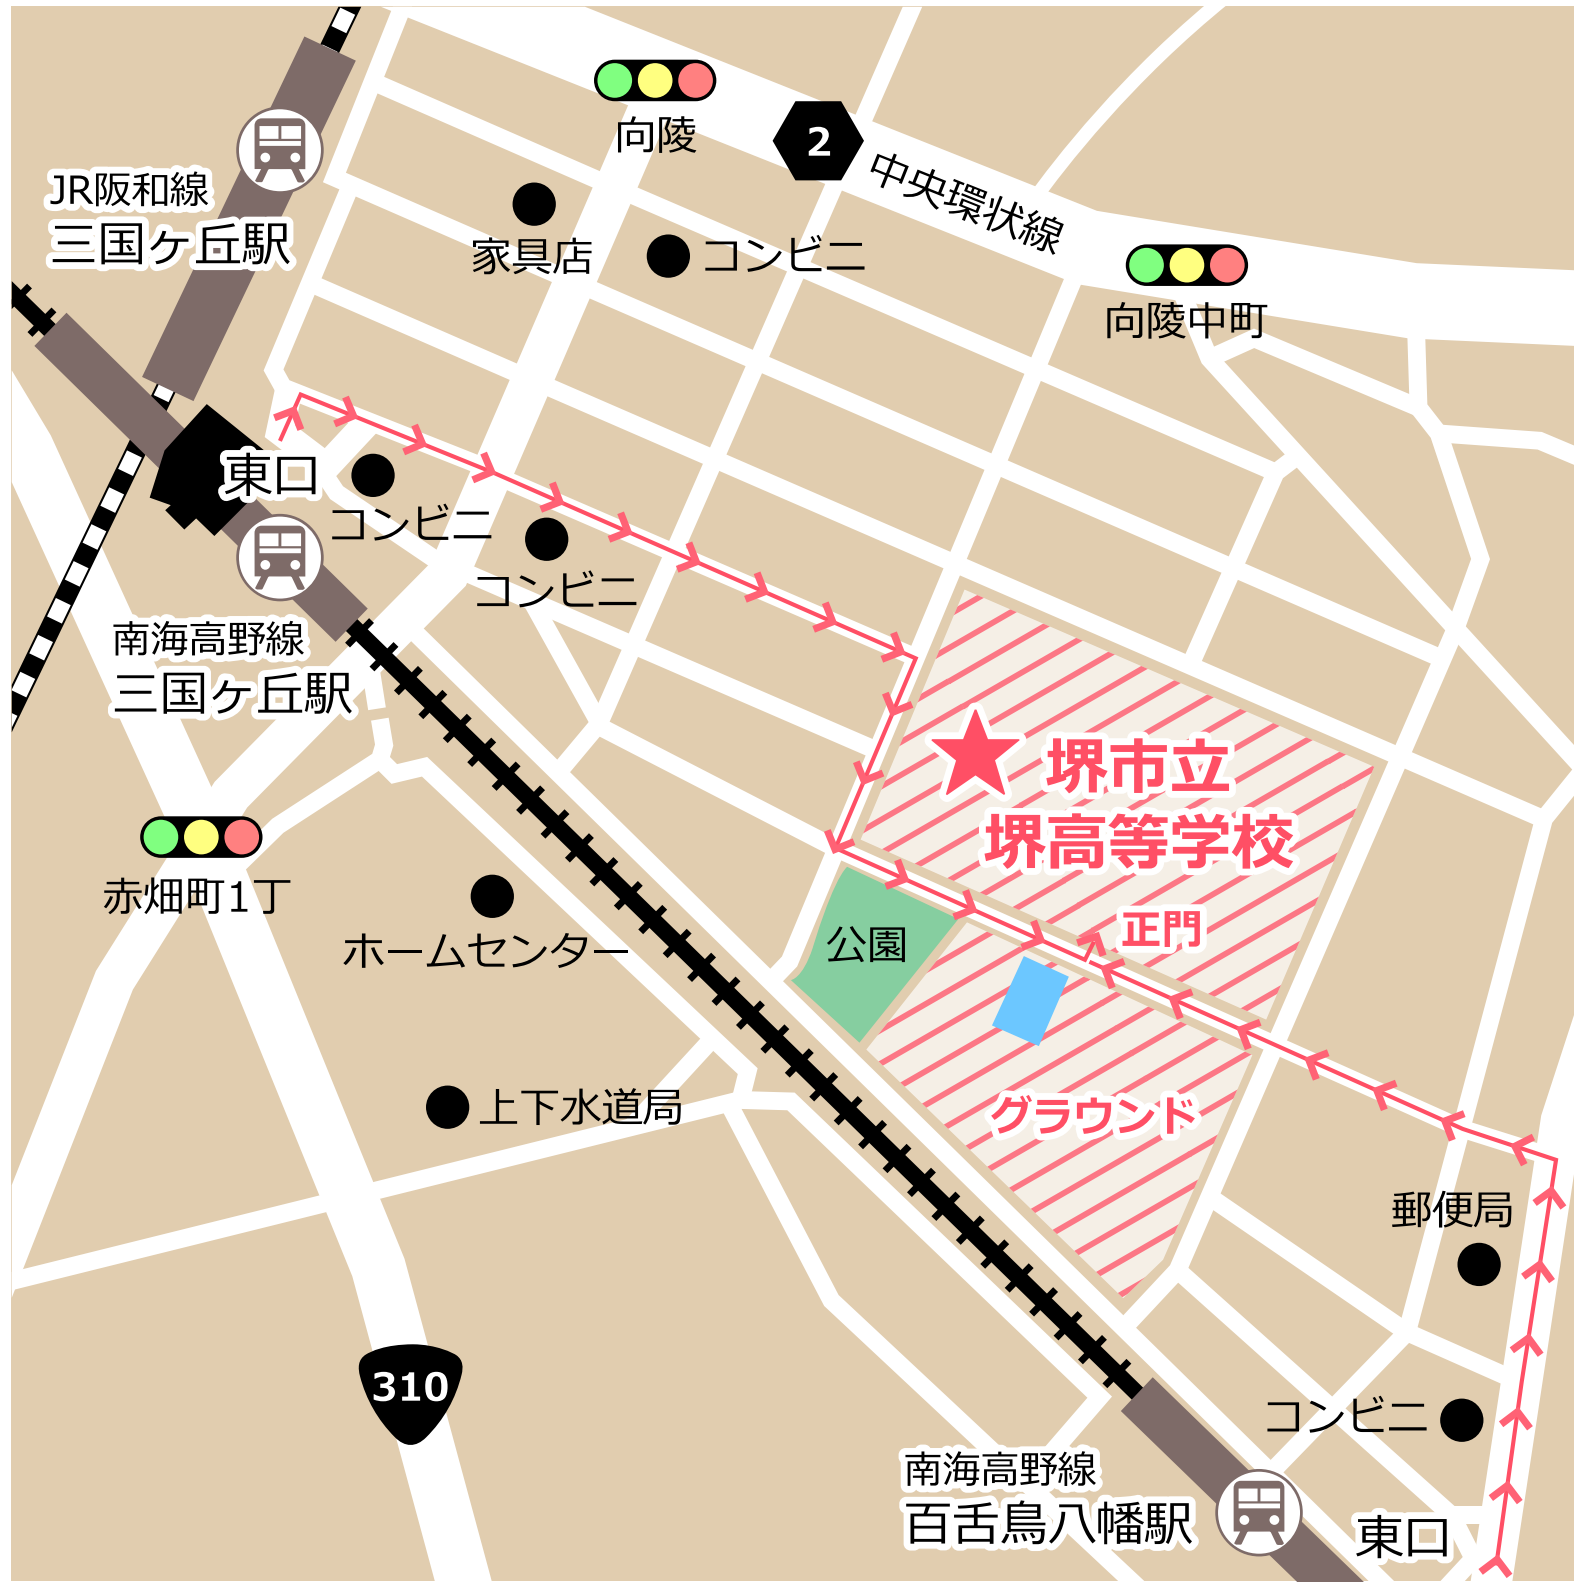 向陵
2
中央環状線
JR阪和線
三国ヶ丘駅
家具店
コンビニ
向陵中町
東口
コンビニ
コンビニ
南海高野線
三国ヶ丘駅
堺市立
堺高等学校
赤畑町1丁
正門
公園
ホームセンター
上下水道局
グラウンド
郵便局
310
コンビニ
南海高野線
百舌鳥八幡駅
東口